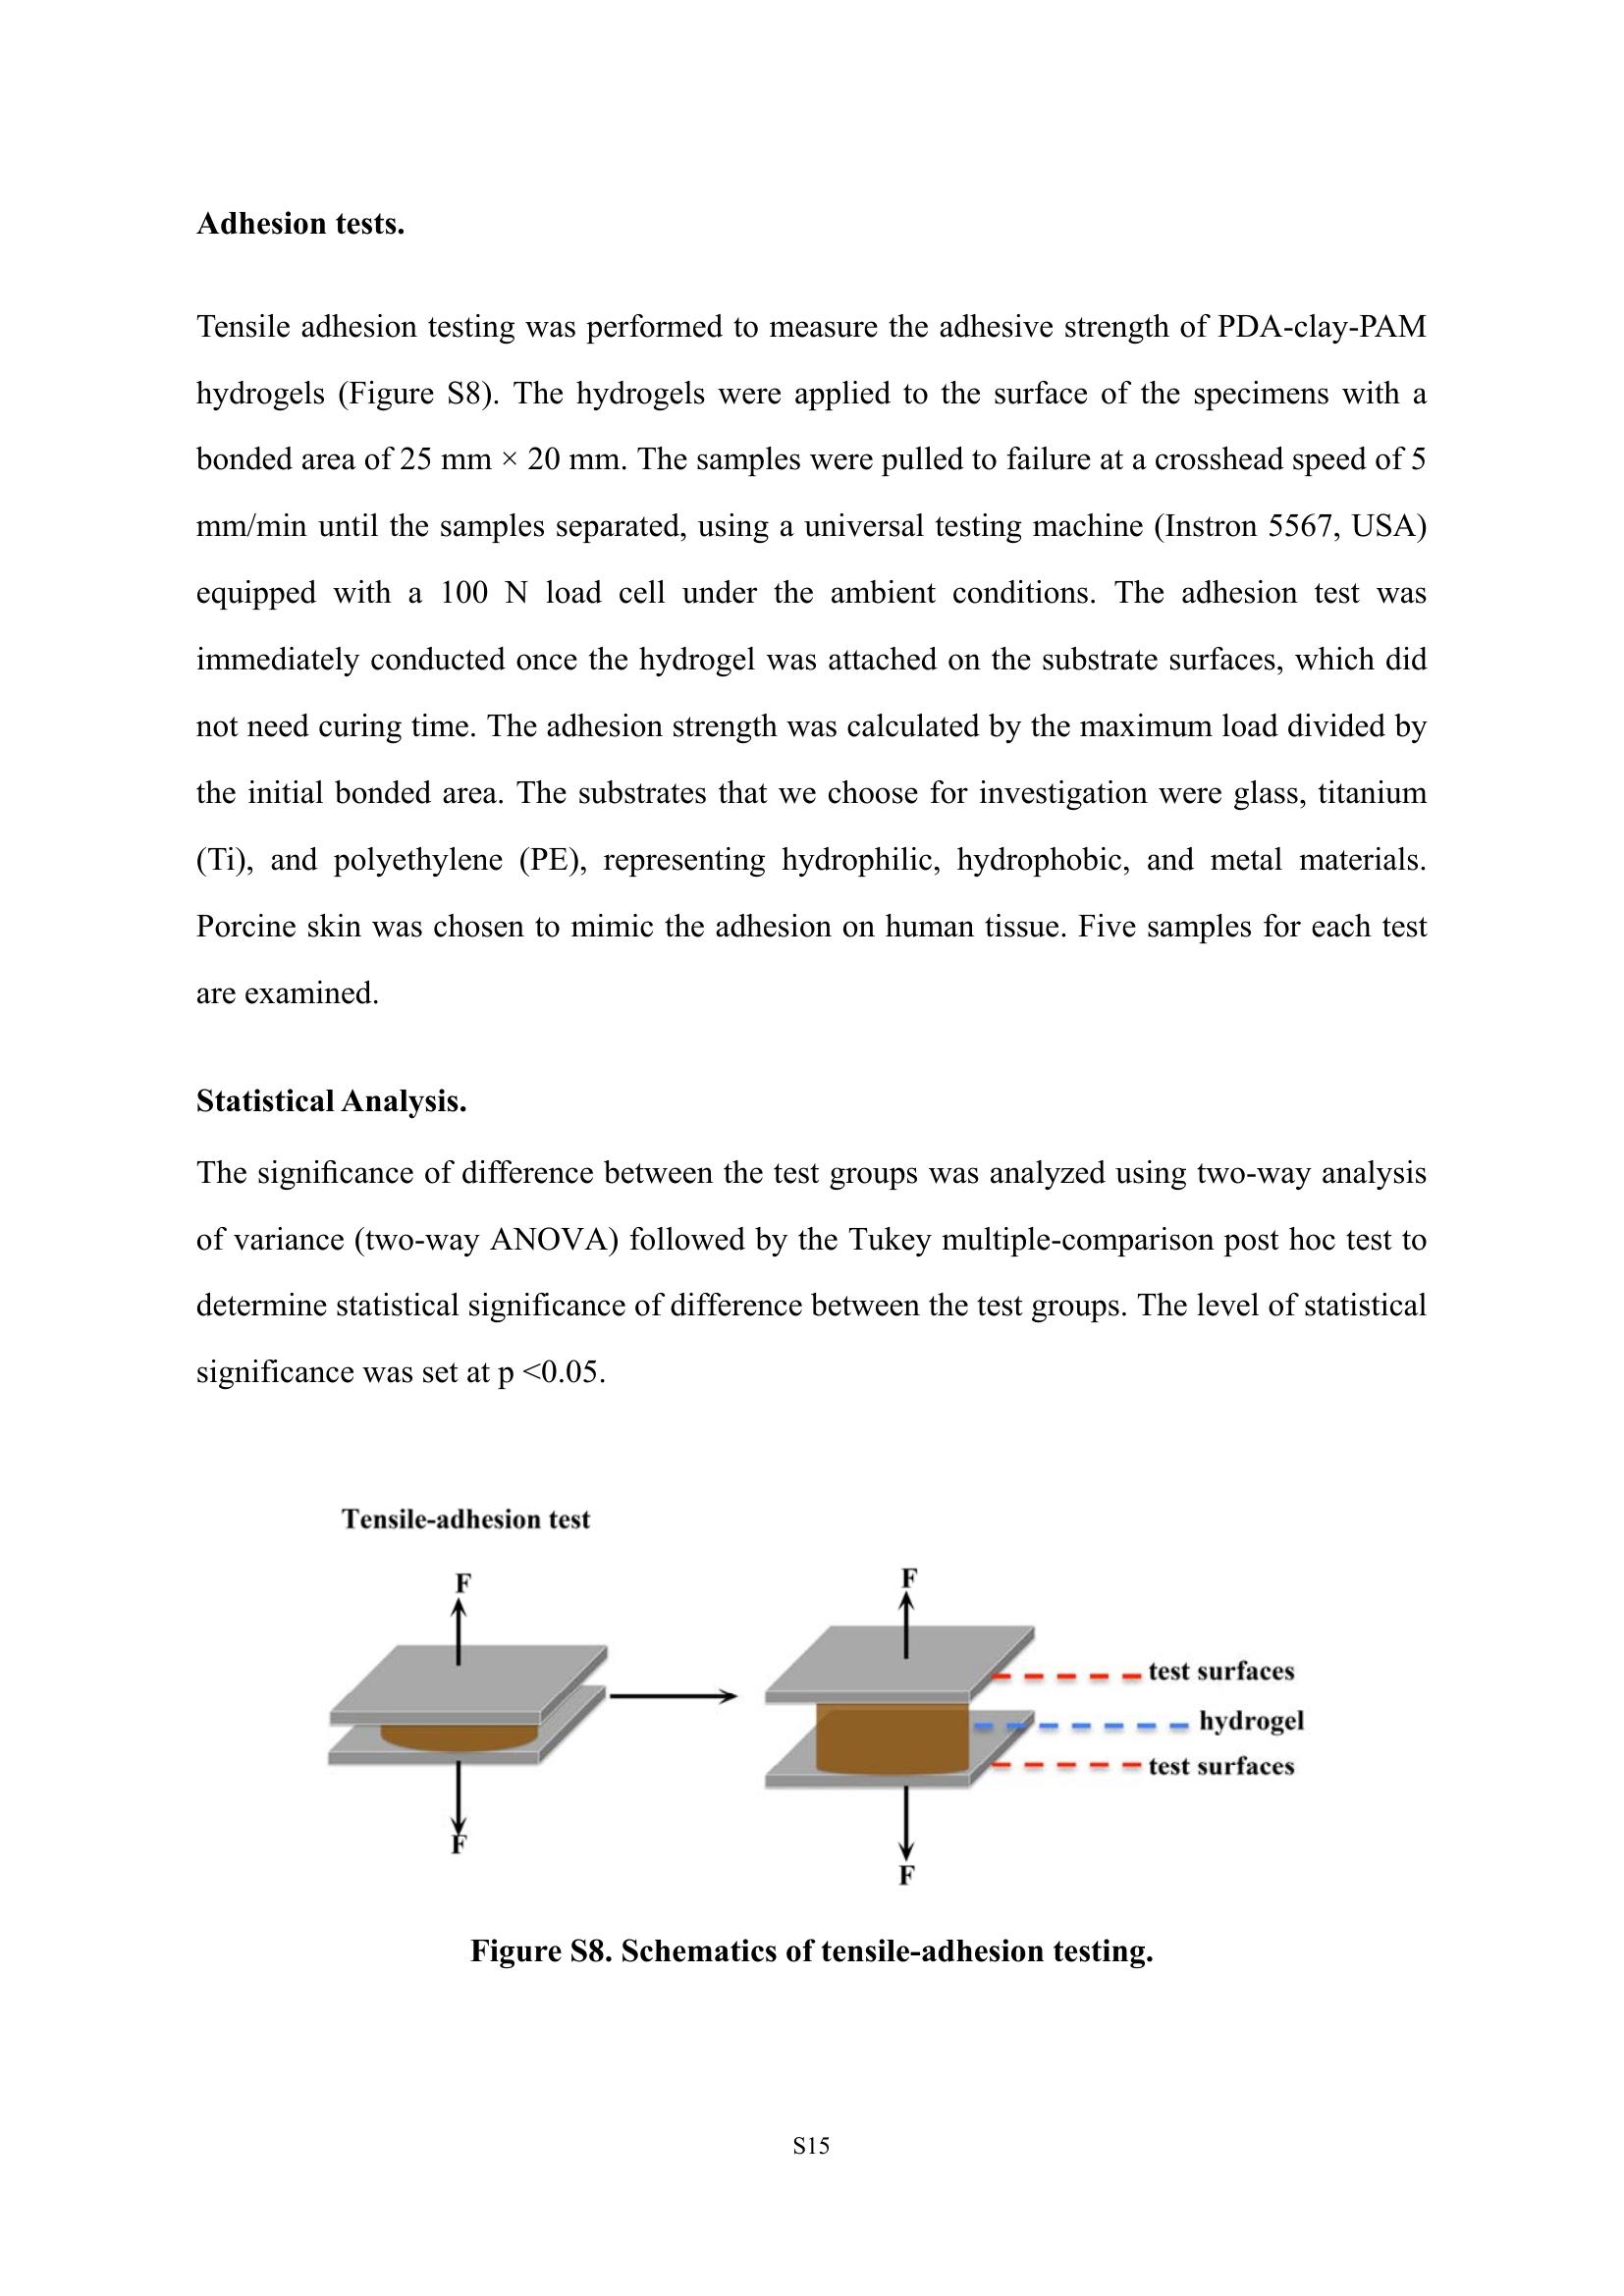 Adhesion tests.
Tensile adhesion testing was performed to measure the adhesive strength of PDA-clay-PAM
hydrogels (Figure S8). The hydrogels were applied to the surface of the specimens with a
bonded area of 25 mm × 20 mm. The samples were pulled to failure at a crosshead speed of 5
mm/min until the samples separated, using a universal testing machine (Instron 5567, USA)
equipped with a 100 N load cell under the ambient conditions. The adhesion test was
immediately conducted once the hydrogel was attached on the substrate surfaces, which did
not need curing time. The adhesion strength was calculated by the maximum load divided by
the initial bonded area. The substrates that we choose for investigation were glass, titanium
(Ti), and polyethylene (PE), representing hydrophilic, hydrophobic, and metal materials.
Porcine skin was chosen to mimic the adhesion on human tissue. Five samples for each test
are examined.
Statistical Analysis.
The significance of difference between the test groups was analyzed using two-way analysis
of variance (two-way ANOVA) followed by the Tukey multiple-comparison post hoc test to
determine statistical significance of difference between the test groups. The level of statistical
significance was set at p <0.05.
Tensile-adhesion test
F
F
test surfaces
hydrogel
test surfaces
F
F
Figure S8. Schematics of tensile-adhesion testing.
S15